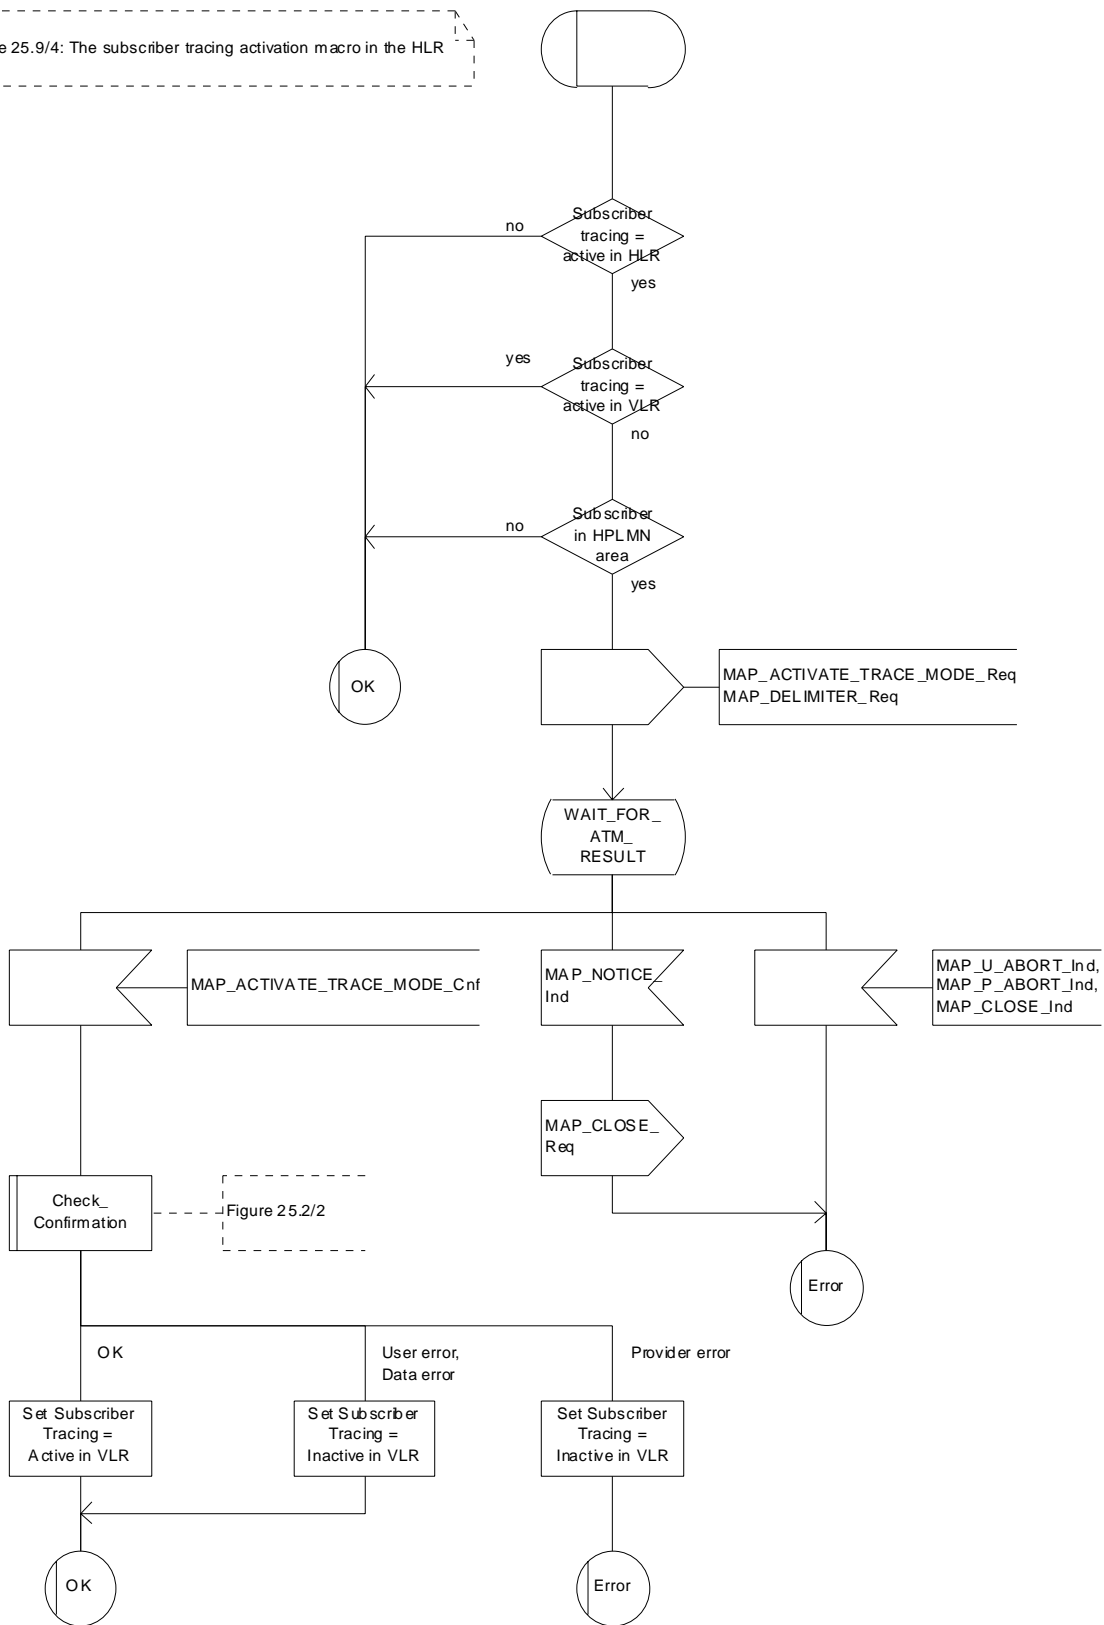 e 25.9/4: The subscriber tracing activation macro in the HLR
Subscriber
tracing =
active in HLR
no
yes
Subscriber
tracing =
active in VLR
yes
no
Subscriber
in HPLMN
area
no
yes
OK
MAP_ACTIVATE_TRACE_MODE_Req
MAP_DELIMITER_Req
WAIT_FOR_
ATM_
RESULT
MAP_ACTIVATE_TRACE_MODE_Cnf
MAP_NOTICE_
Ind
MAP_U_ABORT_Ind,
MAP_P_ABORT_Ind,
MAP_CLOSE_Ind
MAP_CLOSE_
Req
Check_
Confirmation
Figure 25.2/2
Error
OK
User error,
Data error
Provider error
Set Subscriber
Tracing =
Active in VLR
Set Subscriber
Tracing =
Inactive in VLR
Set Subscriber
Tracing =
Inactive in VLR
OK
Error